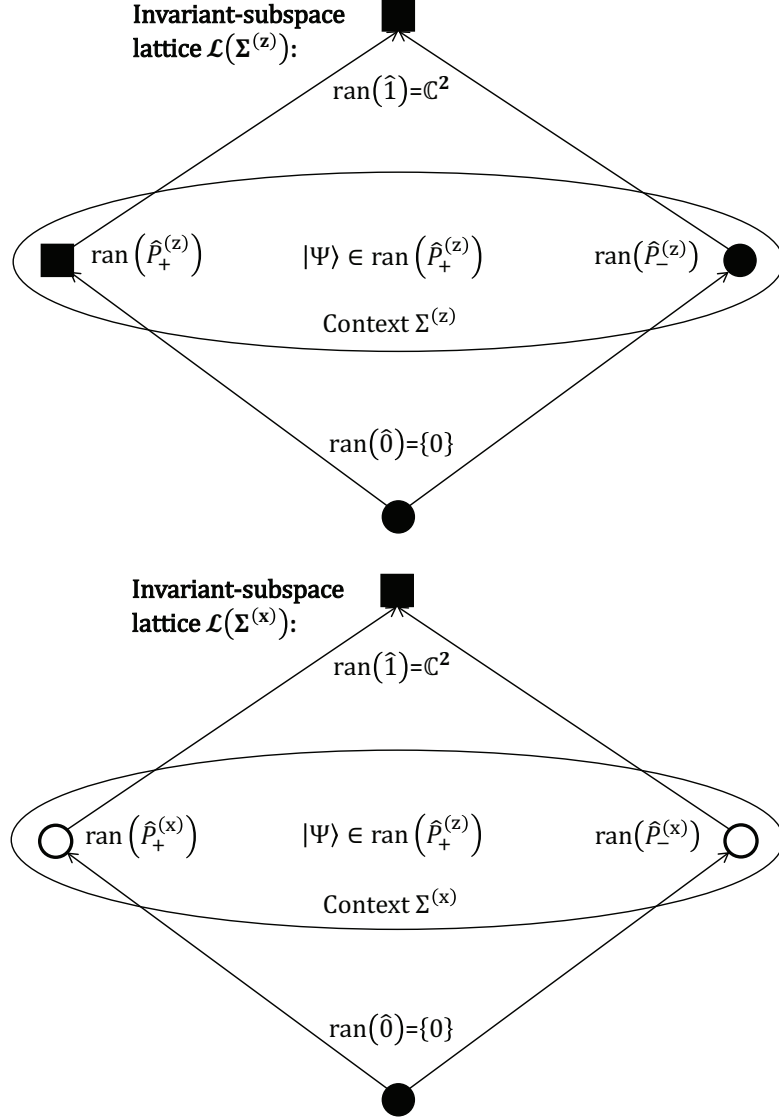 Invariant-subspace
lattice 𝓛(Σ⁽ᶻ⁾):
ran(1̂)=ℂ²
ran(P̂₊⁽ᶻ⁾) |Ψ⟩ ∈ ran(P̂₊⁽ᶻ⁾) ran(P̂₋⁽ᶻ⁾)
Context Σ⁽ᶻ⁾
ran(0̂)={0}
Invariant-subspace
lattice 𝓛(Σ⁽ˣ⁾):
ran(1̂)=ℂ²
ran(P̂₊⁽ˣ⁾) |Ψ⟩ ∈ ran(P̂₊⁽ᶻ⁾) ran(P̂₋⁽ˣ⁾)
Context Σ⁽ˣ⁾
ran(0̂)={0}